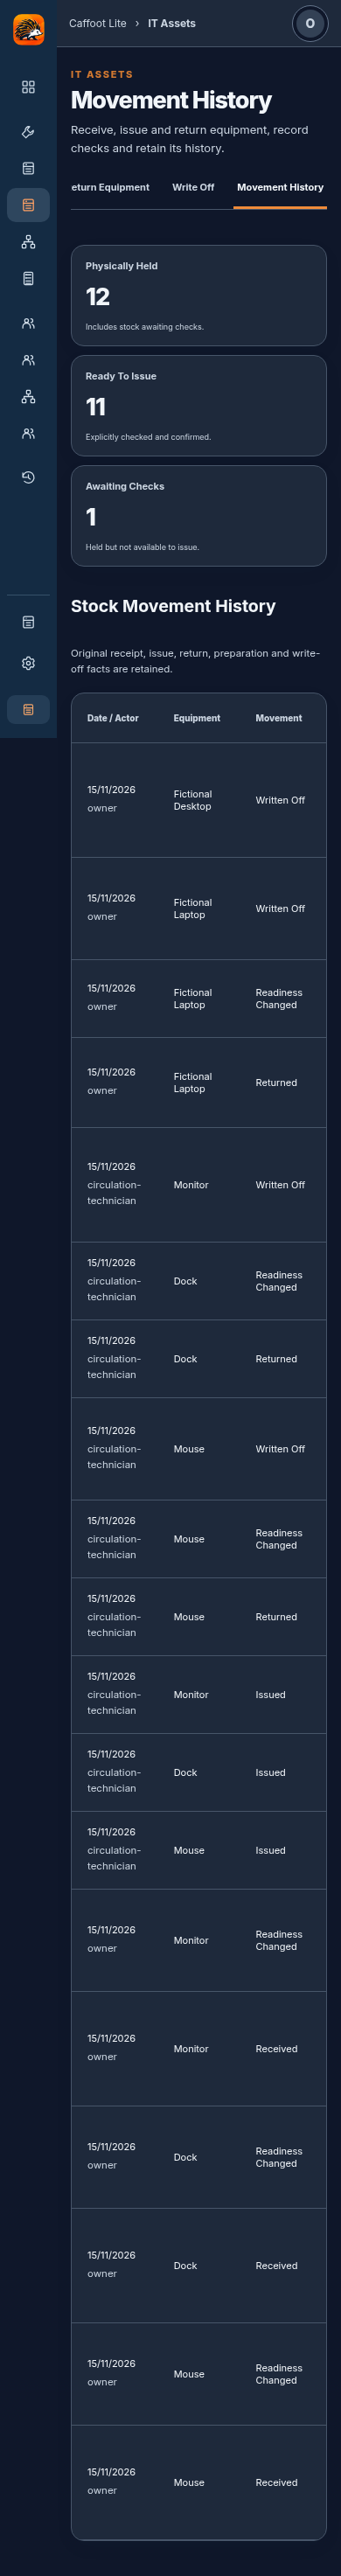 Caffoot Lite › IT Assets
O
IT ASSETS
Movement History
Receive, issue and return equipment, record
checks and retain its history.
eturn Equipment Write Off Movement History
Physically Held
12
Includes stock awaiting checks.
Ready To Issue
11
Explicitly checked and confirmed.
Awaiting Checks
1
Held but not available to issue.
Stock Movement History
Original receipt, issue, return, preparation and write-
off facts are retained.
Date / Actor Equipment Movement
15/11/2026
owner
Fictional
Desktop
Written Off
15/11/2026
owner
Fictional
Laptop
Written Off
15/11/2026
owner
Fictional
Laptop
Readiness
Changed
15/11/2026
owner
Fictional
Laptop
Returned
15/11/2026
circulation-
technician
Monitor
Written Off
15/11/2026
circulation-
technician
Dock
Readiness
Changed
15/11/2026
circulation-
technician
Dock
Returned
15/11/2026
circulation-
technician
Mouse
Written Off
15/11/2026
circulation-
technician
Mouse
Readiness
Changed
15/11/2026
circulation-
technician
Mouse
Returned
15/11/2026
circulation-
technician
Monitor
Issued
15/11/2026
circulation-
technician
Dock
Issued
15/11/2026
circulation-
technician
Mouse
Issued
15/11/2026
owner
Monitor
Readiness
Changed
15/11/2026
owner
Monitor
Received
15/11/2026
owner
Dock
Readiness
Changed
15/11/2026
owner
Dock
Received
15/11/2026
owner
Mouse
Readiness
Changed
15/11/2026
owner
Mouse
Received